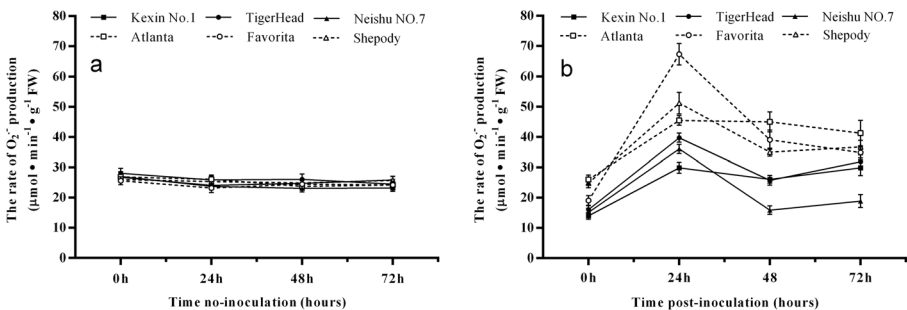 Kexin No.1 TigerHead Neishu NO.7
Atlanta Favorita Shepody
a
The rate of O₂·⁻ production
(μmol • min⁻¹ • g⁻¹ FW)
80
70
60
50
40
30
20
10
0
0h 24h 48h 72h
Time no-inoculation (hours)
Kexin No.1 TigerHead Neishu NO.7
Atlanta Favorita Shepody
b
The rate of O₂·⁻ production
(μmol • min⁻¹ • g⁻¹ FW)
80
70
60
50
40
30
20
10
0
0h 24h 48h 72h
Time post-inoculation (hours)